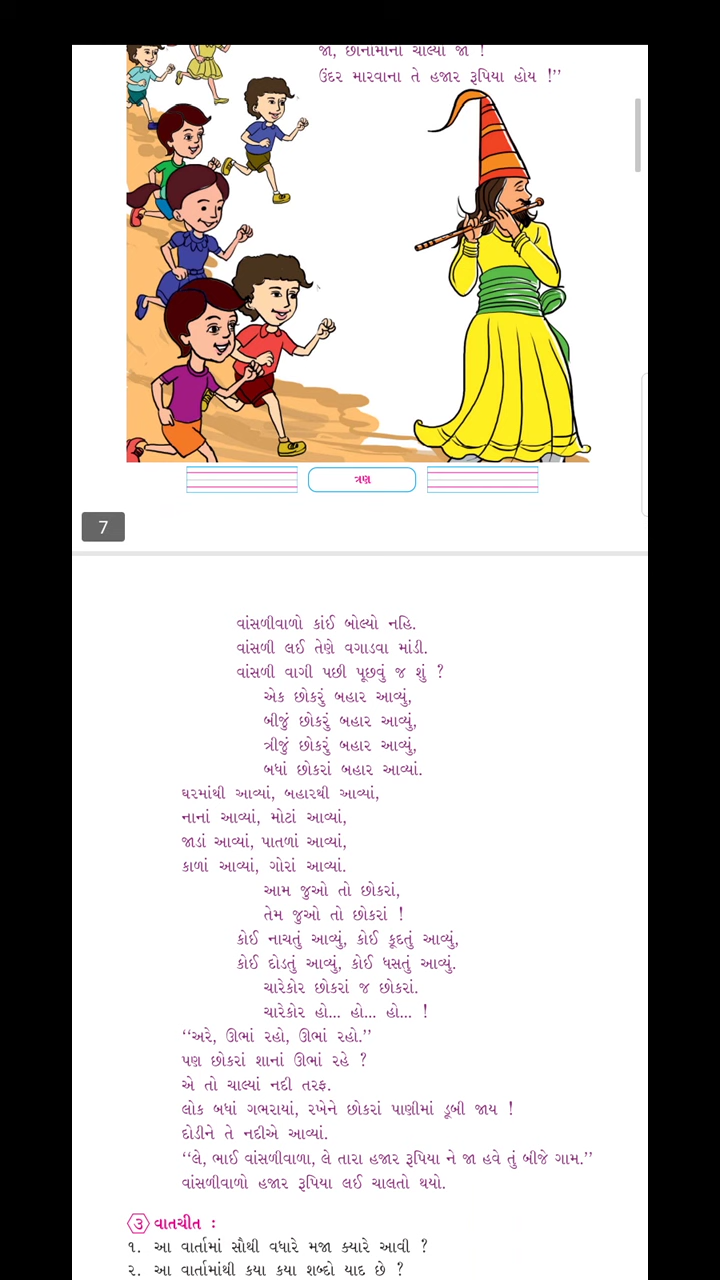 જા, છાનોમાનો ચાલ્યો જા !
ઉંદર મારવાના તે હજાર રૂપિયા હોય !”
ત્રણ
7
વાંસળીવાળો કાંઈ બોલ્યો નહિ.
વાંસળી લઈ તેણે વગાડવા માંડી.
વાંસળી વાગી પછી પૂછવું જ શું ?
એક છોકરું બહાર આવ્યું,
બીજું છોકરું બહાર આવ્યું,
ત્રીજું છોકરું બહાર આવ્યું,
બધાં છોકરાં બહાર આવ્યાં.
ઘરમાંથી આવ્યાં, બહારથી આવ્યાં,
નાનાં આવ્યાં, મોટાં આવ્યાં,
જાડાં આવ્યાં, પાતળાં આવ્યાં,
કાળાં આવ્યાં, ગોરાં આવ્યાં.
આમ જુઓ તો છોકરાં,
તેમ જુઓ તો છોકરાં !
કોઈ નાચતું આવ્યું, કોઈ કૂદતું આવ્યું,
કોઈ દોડતું આવ્યું, કોઈ ધસતું આવ્યું.
ચારેકોર છોકરાં જ છોકરાં.
ચારેકોર હો... હો... હો... !
“અરે, ઊભાં રહો, ઊભાં રહો.”
પણ છોકરાં શાનાં ઊભાં રહે ?
એ તો ચાલ્યાં નદી તરફ.
લોક બધાં ગભરાયાં, રખેને છોકરાં પાણીમાં ડૂબી જાય !
દોડીને તે નદીએ આવ્યાં.
“લે, ભાઈ વાંસળીવાળા, લે તારા હજાર રૂપિયા ને જા હવે તું બીજે ગામ.”
વાંસળીવાળો હજાર રૂપિયા લઈ ચાલતો થયો.
૩ વાતચીત :
૧. આ વાર્તામાં સૌથી વધારે મજા ક્યારે આવી ?
૨. આ વાર્તામાંથી કયા કયા શબ્દો યાદ છે ?